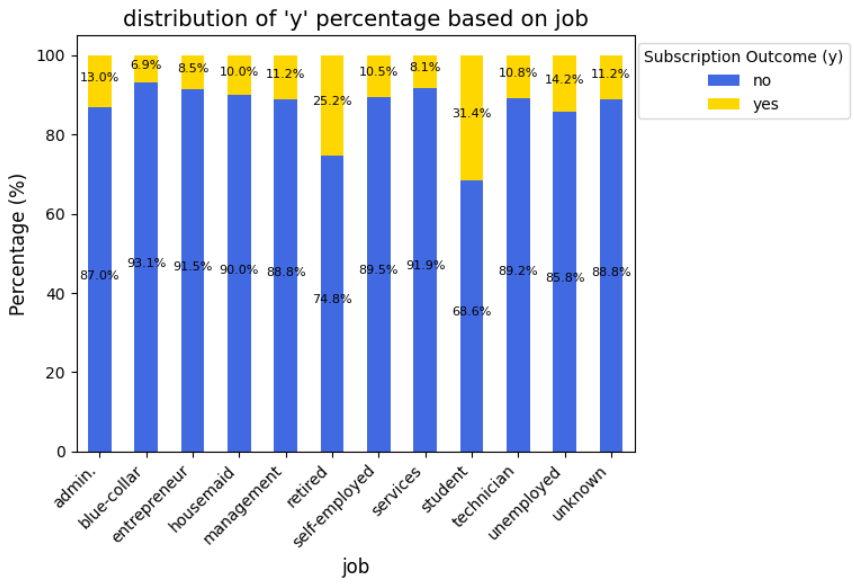 distribution of 'y' percentage based on job
Subscription Outcome (y)
no
yes
Percentage (%)
100
80
60
40
20
0
13.0%
6.9%
8.5%
10.0%
11.2%
25.2%
10.5%
8.1%
31.4%
10.8%
14.2%
11.2%
87.0%
93.1%
91.5%
90.0%
88.8%
74.8%
89.5%
91.9%
68.6%
89.2%
85.8%
88.8%
admin.
blue-collar
entrepreneur
housemaid
management
retired
self-employed
services
student
technician
unemployed
unknown
job